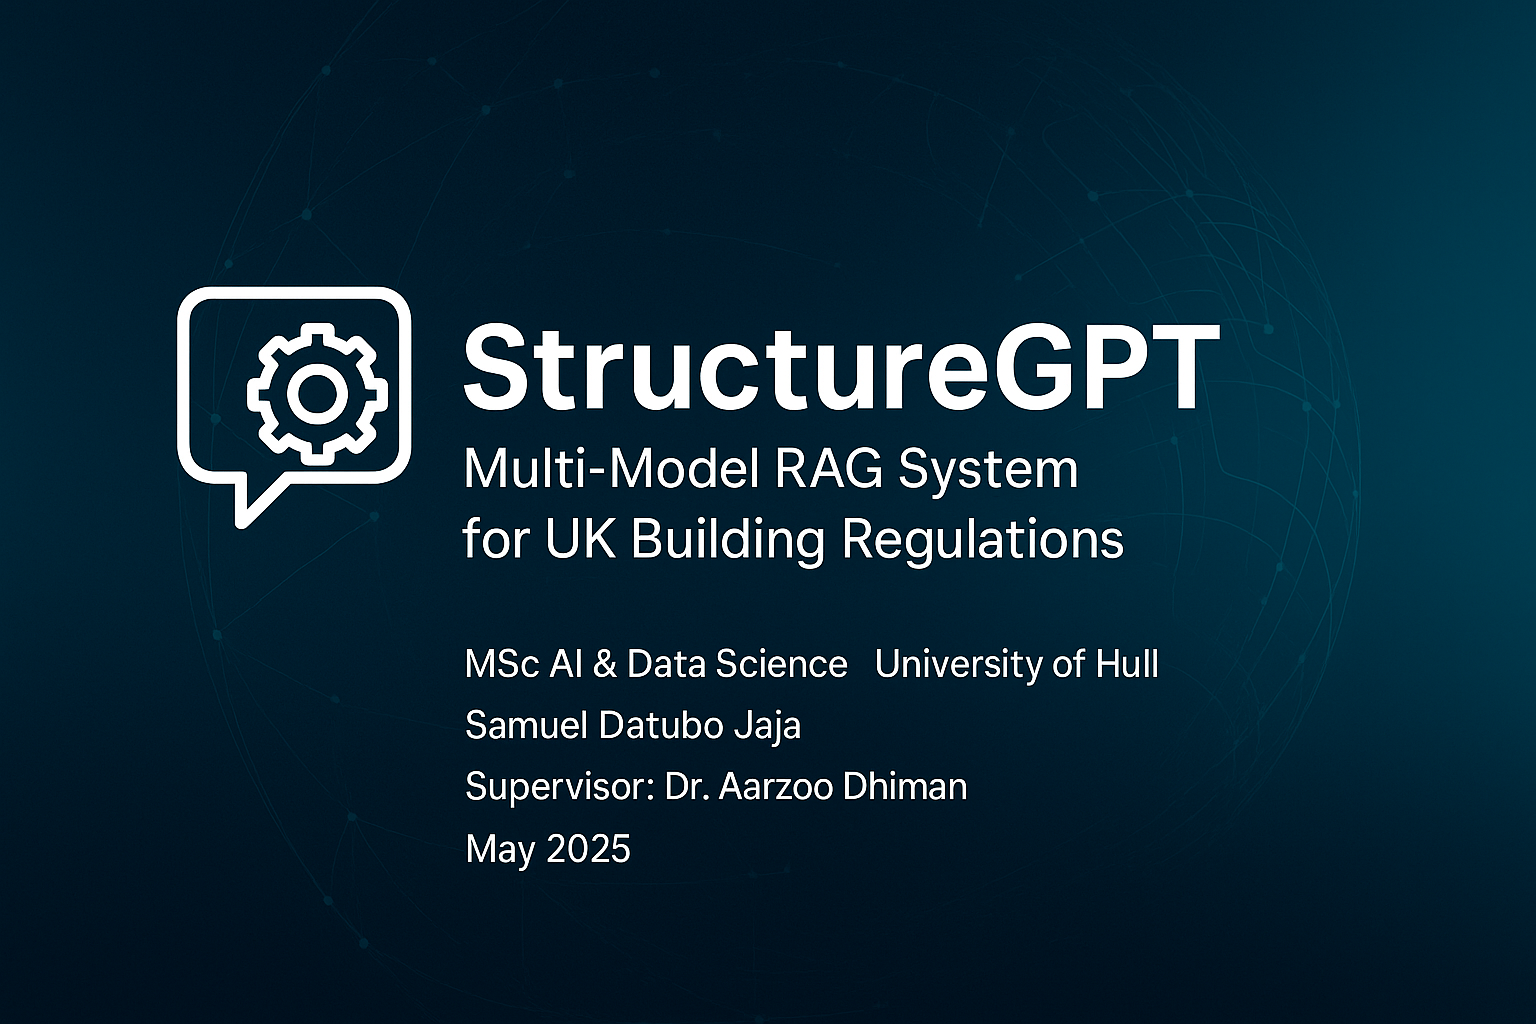 StructureGPT
Multi-Model RAG System
for UK Building Regulations
MSc AI & Data Science University of Hull
Samuel Datubo Jaja
Supervisor: Dr. Aarzoo Dhiman
May 2025